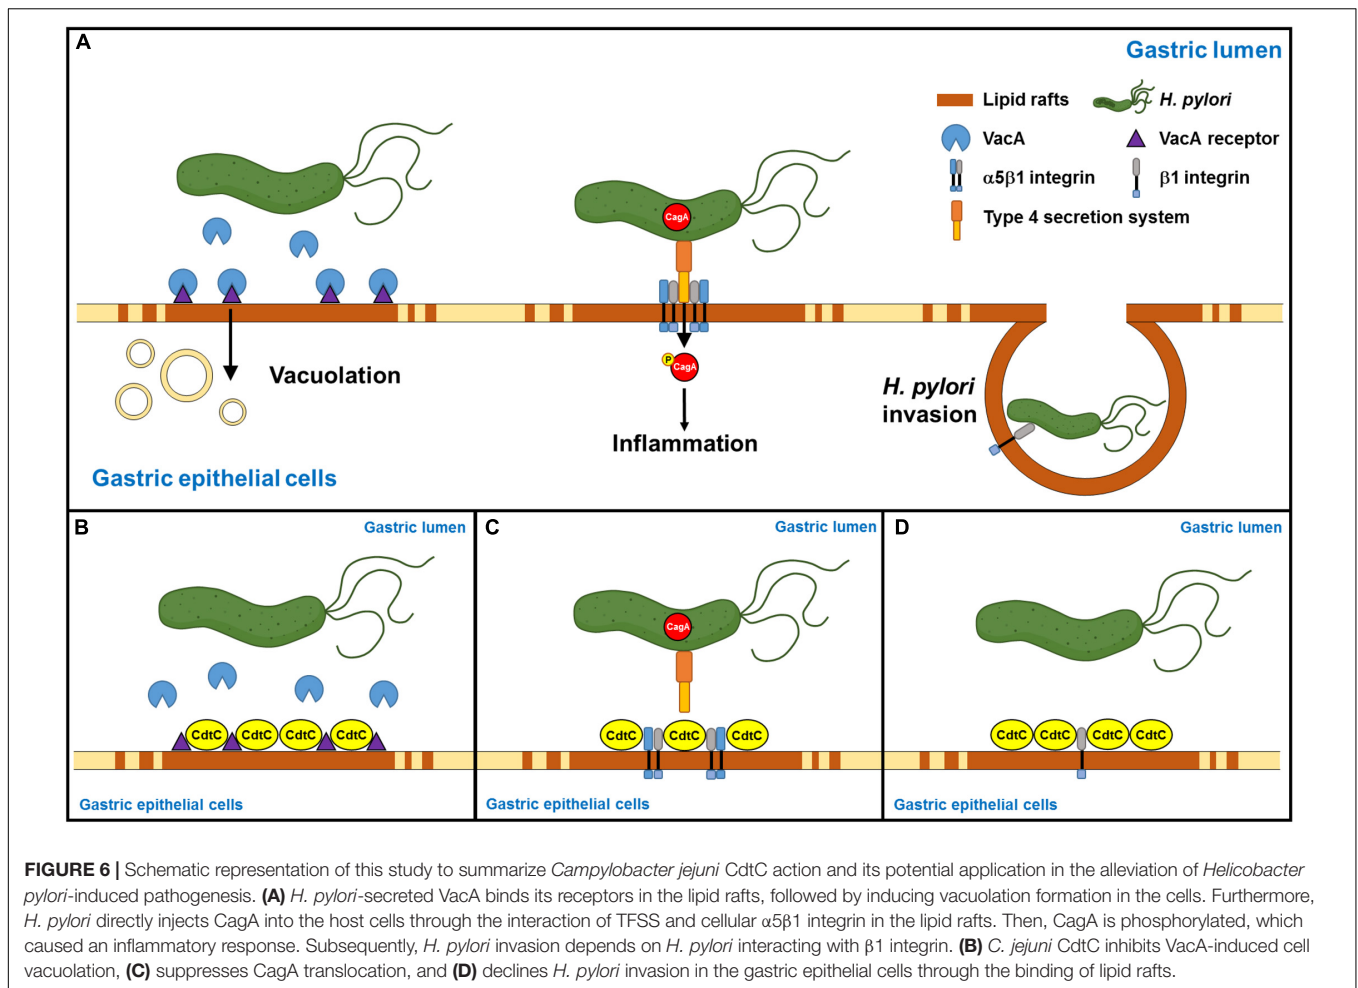 A
Gastric lumen
Lipid rafts
H. pylori
VacA
VacA receptor
α5β1 integrin
β1 integrin
Type 4 secretion system
CagA
P
CagA
Vacuolation
Inflammation
H. pylori
invasion
Gastric epithelial cells
B
Gastric lumen
CdtC
CdtC
CdtC
CdtC
Gastric epithelial cells
C
Gastric lumen
CagA
CdtC
CdtC
CdtC
Gastric epithelial cells
D
Gastric lumen
CdtC
CdtC
CdtC
CdtC
Gastric epithelial cells
FIGURE 6 | Schematic representation of this study to summarize Campylobacter jejuni CdtC action and its potential application in the alleviation of Helicobacter
pylori-induced pathogenesis. (A) H. pylori-secreted VacA binds its receptors in the lipid rafts, followed by inducing vacuolation formation in the cells. Furthermore,
H. pylori directly injects CagA into the host cells through the interaction of TFSS and cellular α5β1 integrin in the lipid rafts. Then, CagA is phosphorylated, which
caused an inflammatory response. Subsequently, H. pylori invasion depends on H. pylori interacting with β1 integrin. (B) C. jejuni CdtC inhibits VacA-induced cell
vacuolation, (C) suppresses CagA translocation, and (D) declines H. pylori invasion in the gastric epithelial cells through the binding of lipid rafts.